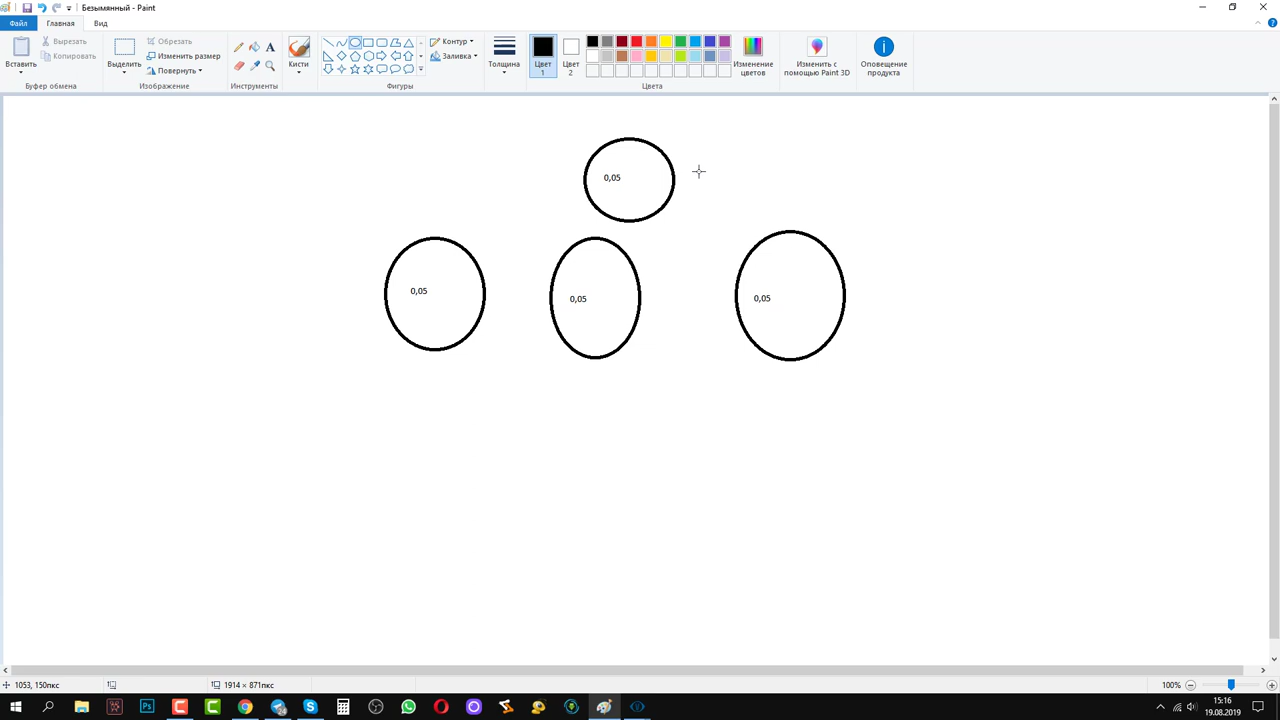 Безымянный - Paint
Файл
Главная
Вид
Вставить
Вырезать
Копировать
Буфер обмена
Выделить
Обрезать
Изменить размер
Повернуть
Изображение
A
Инструменты
Кисти
Фигуры
Контур
Заливка
Толщина
Цвет
1
Цвет
2
Цвета
Изменение
цветов
Изменить с
помощью Paint 3D
Оповещение
продукта
0,05
0,05
0,05
0,05
1053, 150пкс
1914 × 871пкс
100%
15:16
19.08.2019